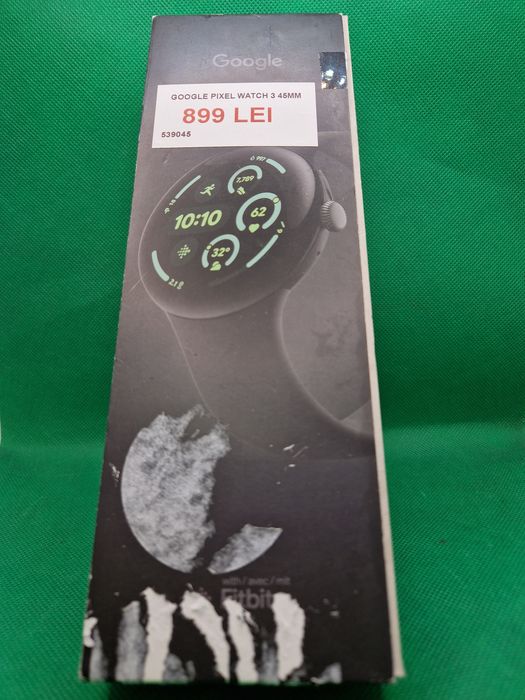 Google
GOOGLE PIXEL WATCH 3 45MM
899 LEI
539045
7,789
10:10
62
32°
with / avec / mit
Fitbit